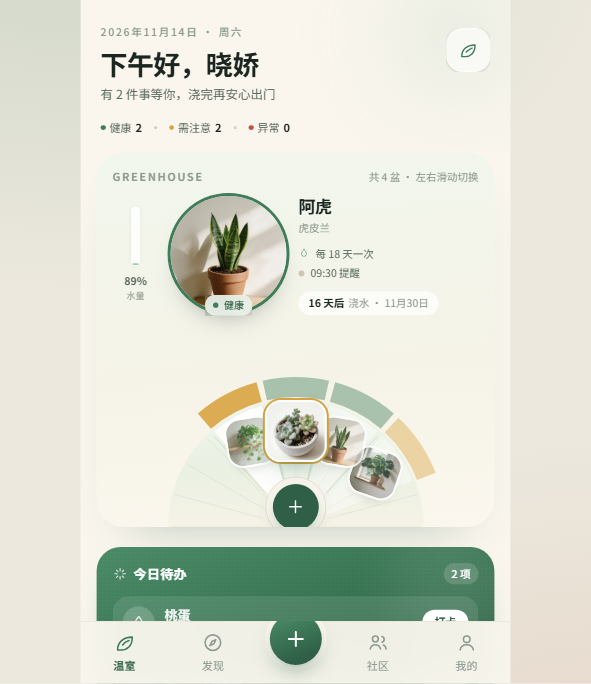 2026年11月14日 · 周六
下午好，晓娇
有 2 件事等你，浇完再安心出门
健康 2 · 需注意 2 · 异常 0
GREENHOUSE
共 4 盆 · 左右滑动切换
阿虎
虎皮兰
每 18 天一次
09:30 提醒
89%
水量
健康
16 天后 浇水 · 11月30日
今日待办
2 项
桃蛋
打卡
温室
发现
社区
我的